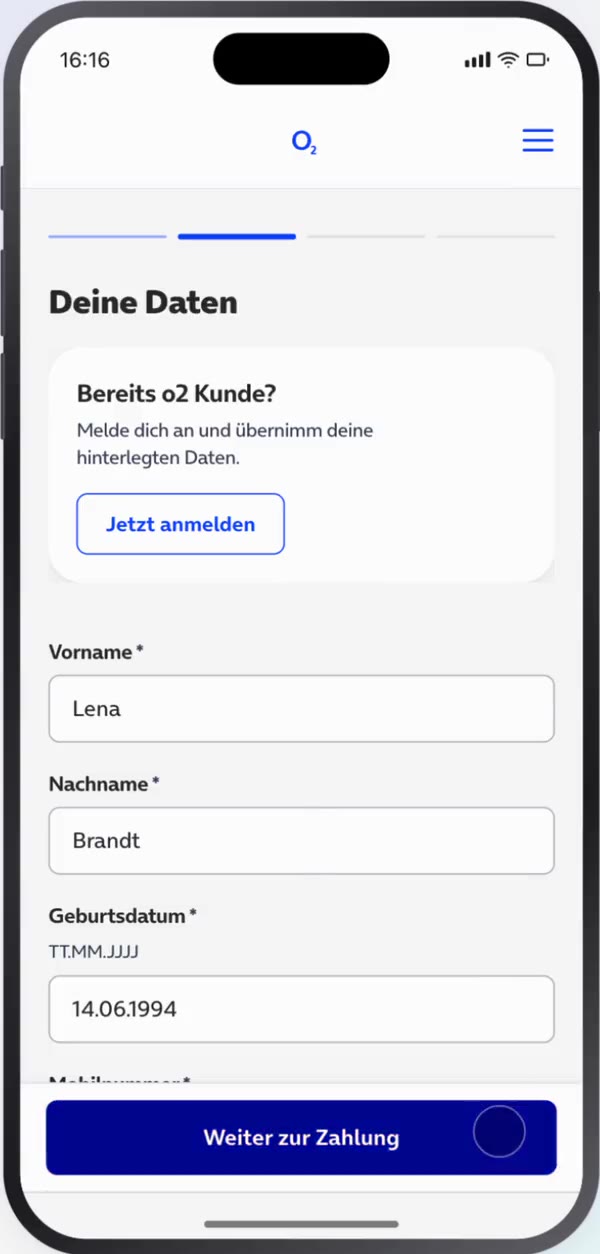 16:16
O2
Deine Daten
Bereits o2 Kunde?
Melde dich an und übernimm deine
hinterlegten Daten.
Jetzt anmelden
Vorname *
Lena
Nachname *
Brandt
Geburtsdatum *
TT.MM.JJJJ
14.06.1994
Mobilnummer *
Weiter zur Zahlung